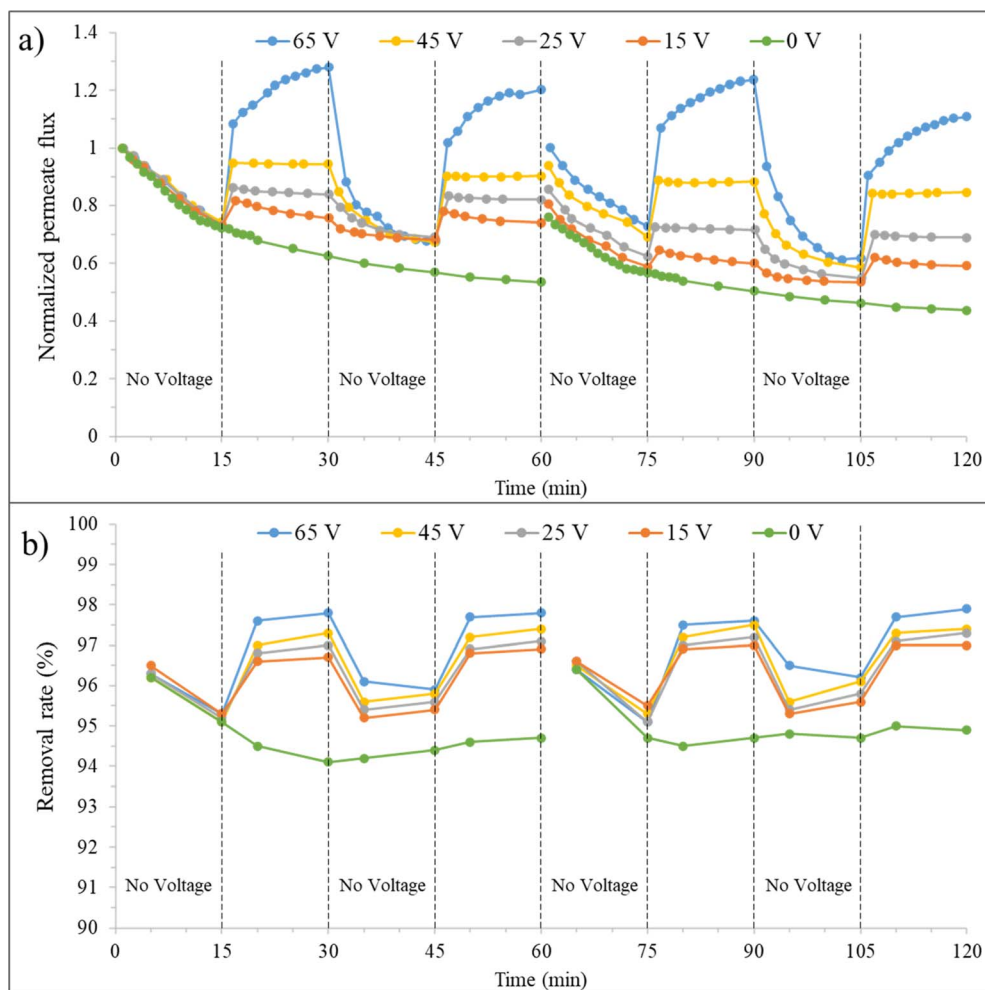 a)
65 V 45 V 25 V 15 V 0 V
Normalized permeate flux
1.4
1.2
1
0.8
0.6
0.4
0.2
0
No Voltage No Voltage No Voltage No Voltage
0 15 30 45 60 75 90 105 120
Time (min)
b)
65 V 45 V 25 V 15 V 0 V
Removal rate (%)
100
99
98
97
96
95
94
93
92
91
90
No Voltage No Voltage No Voltage No Voltage
0 15 30 45 60 75 90 105 120
Time (min)